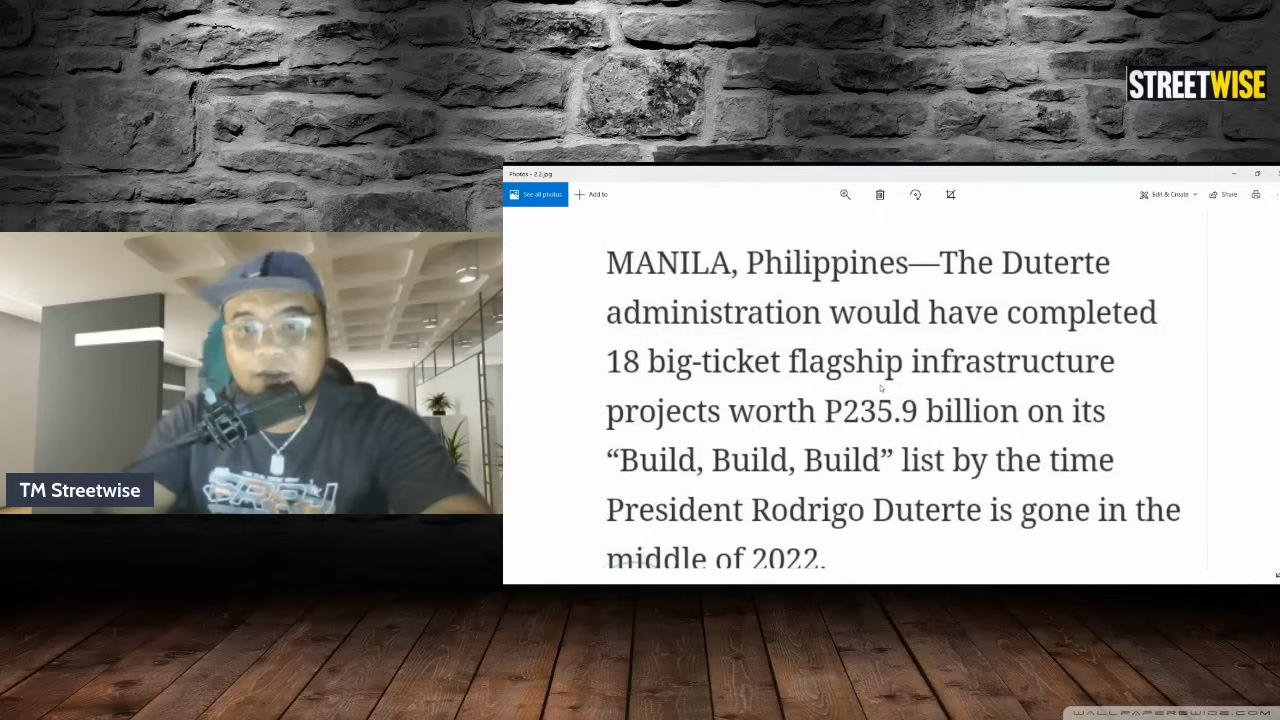 STREETWISE
Photos - 2.2.jpg
See all photos
Add to
Edit & Create
Share
MANILA, Philippines—The Duterte
administration would have completed
18 big-ticket flagship infrastructure
projects worth P235.9 billion on its
“Build, Build, Build” list by the time
President Rodrigo Duterte is gone in the
middle of 2022.
TM Streetwise
WALLPAPERSWIDE.COM